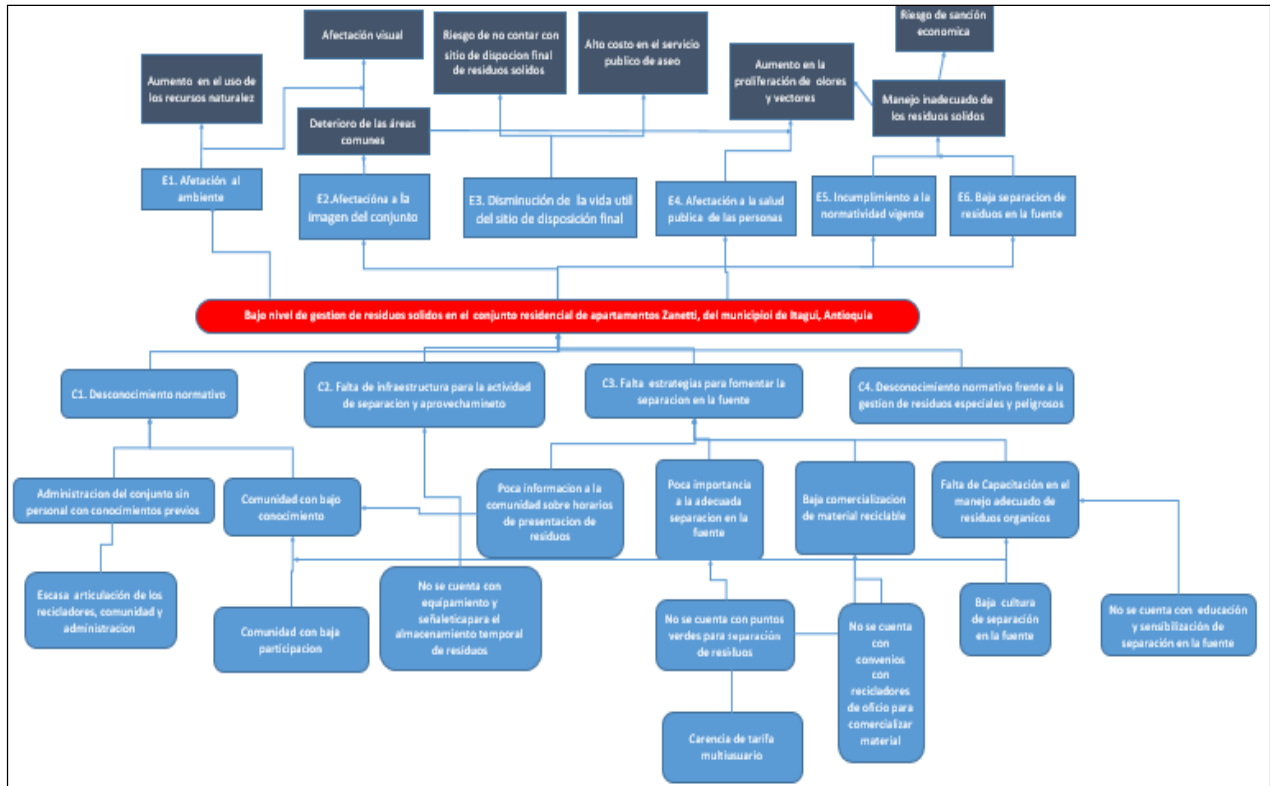 Afectación visual
Riesgo de no contar con
sitio de dispocion final
de residuos solidos
Alto costo en el servicio
publico de aseo
Riesgo de sanción
economica
Aumento en el uso de
los recursos naturalez
Aumento en la
proliferación de olores
y vectores
Manejo inadecuado de
los residuos solidos
Deterioro de las áreas
comunes
E1. Afetación al
ambiente
E2.Afectacióna a la
imagen del conjunto
E3. Disminución de la vida util
del sitio de disposición final
E4. Afectación a la salud
publica de las personas
E5. Incumplimiento a la
normatividad vigente
E6. Baja separacion de
residuos en la fuente
Bajo nivel de gestion de residuos solidos en el conjunto residencial de apartamentos Zanetti, del municipioi de Itagui, Antioquia
C1. Desconocimiento normativo
C2. Falta de infraestructura para la actividad
de separacion y aprovechamineto
C3. Falta estrategias para fomentar la
separacion en la fuente
C4. Desconocimiento normativo frente a la
gestion de residuos especiales y peligrosos
Administracion del conjunto sin
personal con conocimientos previos
Comunidad con bajo
conocimiento
Poca informacion a la
comunidad sobre horarios
de presentacion de
residuos
Poca importancia
a la adecuada
separacion en la
fuente
Baja comercializacion
de material reciclable
Falta de Capacitación en el
manejo adecuado de
residuos organicos
Escasa articulación de los
recicladores, comunidad y
administracion
Comunidad con baja
participacion
No se cuenta con
equipamiento y
señaleticapara el
almacenamiento temporal
de residuos
No se cuenta con puntos
verdes para separación
de residuos
No se cuenta
con
convenios
con
recicladores
de oficio para
comercializar
material
Baja cultura
de separación
en la fuente
No se cuenta con educación
y sensibilización de
separación en la fuente
Carencia de tarifa
multiusuario